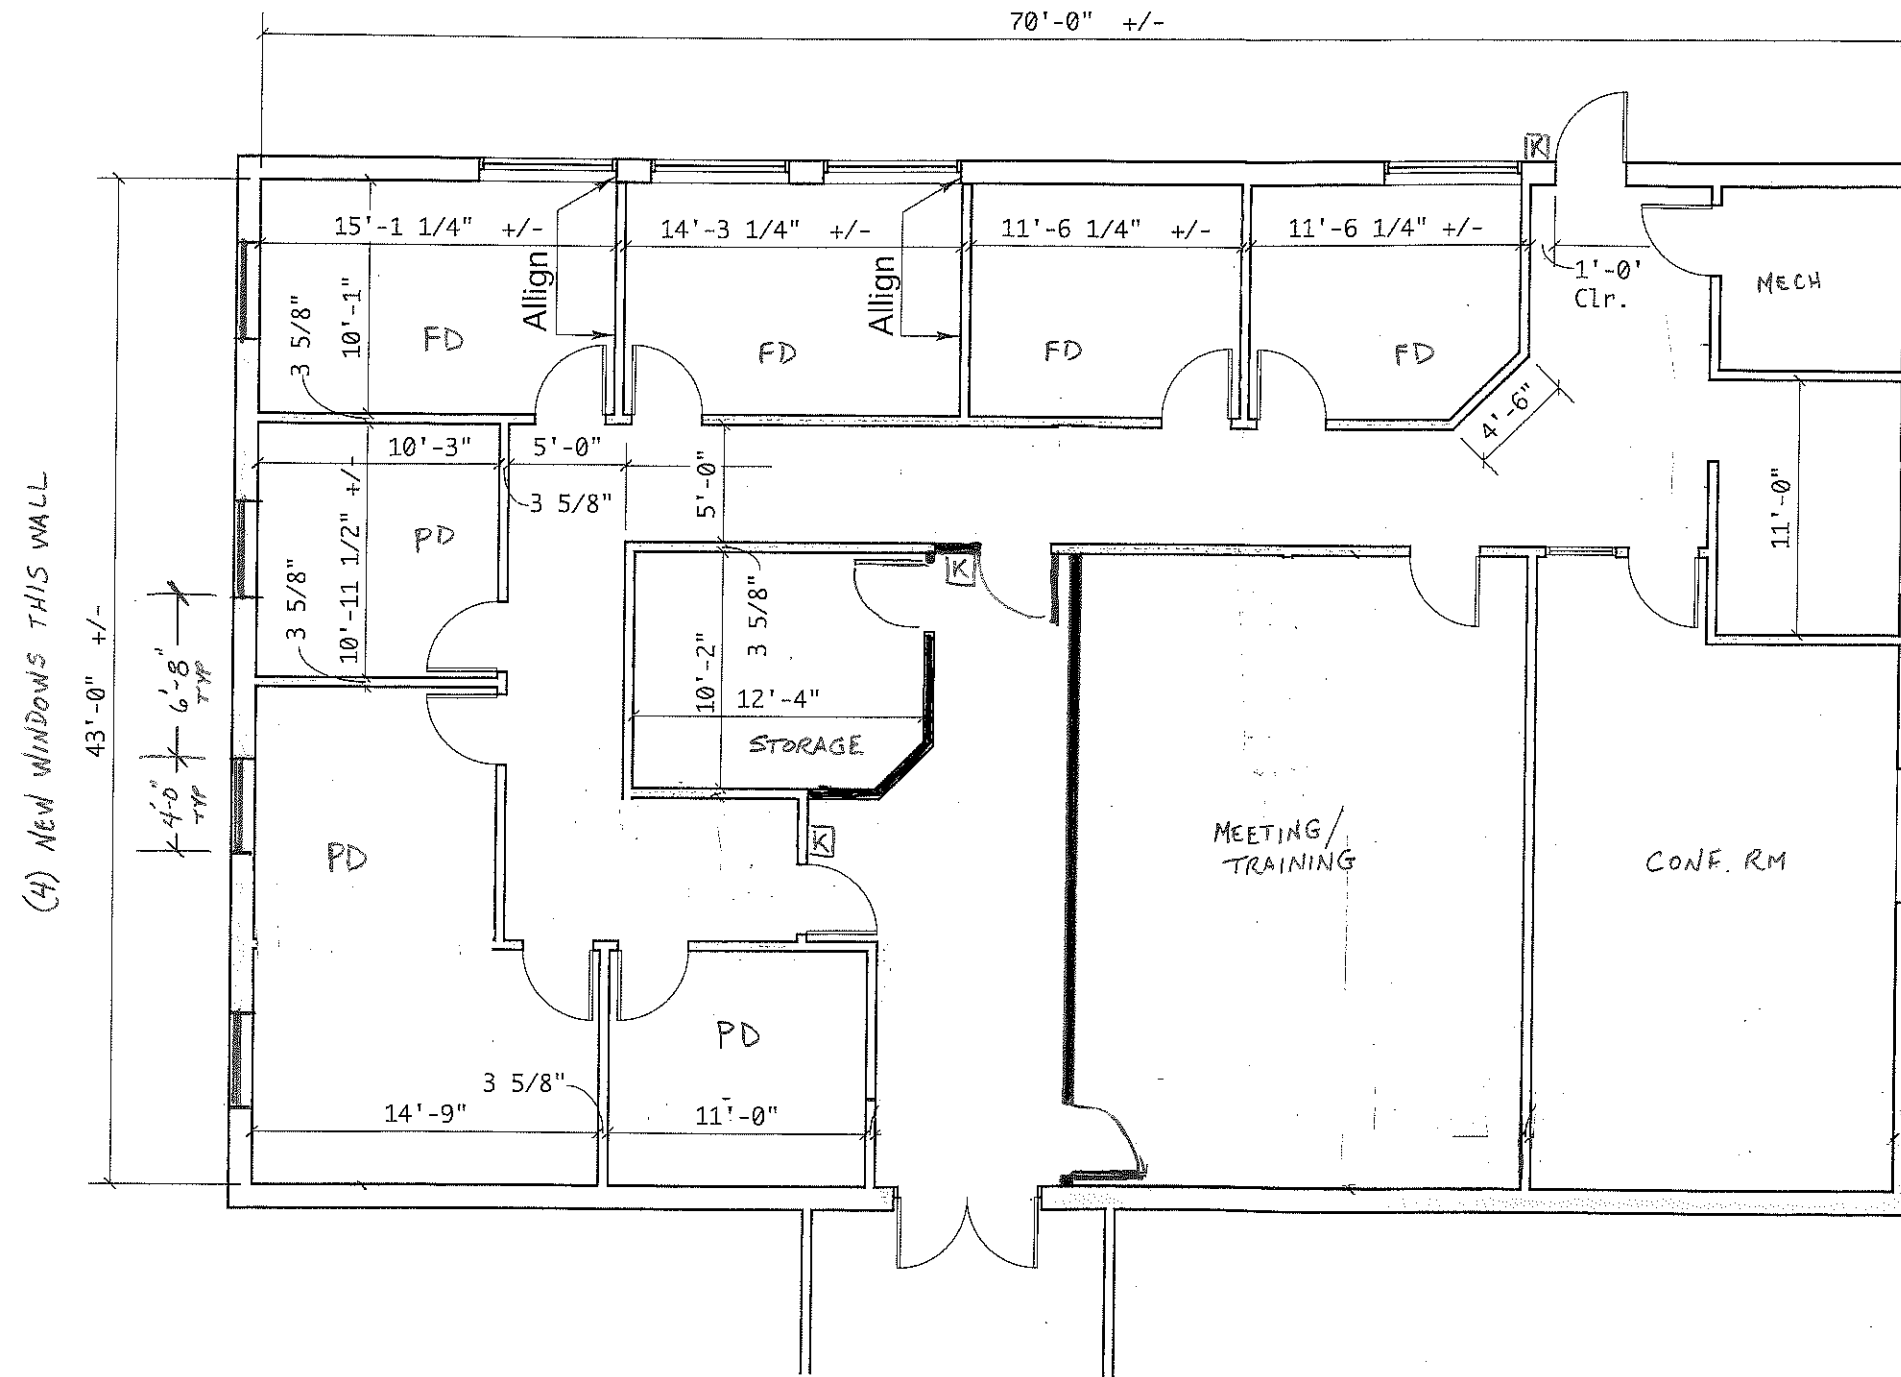 70'-0" +/-
K
15'-1 1/4" +/-
14'-3 1/4" +/-
11'-6 1/4" +/-
11'-6 1/4" +/-
1'-0'
Clr.
MECH
Allign
Allign
3 5/8"
10'-1"
FD
FD
FD
FD
4'-6"
10'-3"
5'-0"
3 5/8"
5'-0"
11'-0"
PD
10'-11 1/2" +/-
3 5/8"
K
3 5/8"
10'-2"
12'-4"
STORAGE
(4) NEW WINDOWS THIS WALL
43'-0" +/-
6'-8"
TYP
4'-0"
TYP
K
PD
MEETING/
TRAINING
CONF. RM
PD
3 5/8"
14'-9"
11'-0"